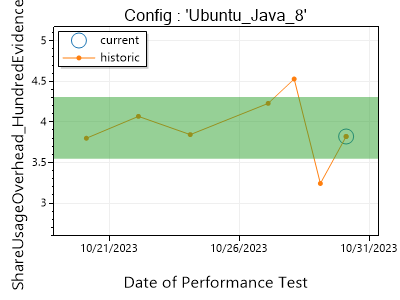 Config : 'Ubuntu_Java_8'
current
historic
ShareUsageOverhead_HundredEvidence
5
4.5
4
3.5
3
10/21/2023
10/26/2023
10/31/2023
Date of Performance Test